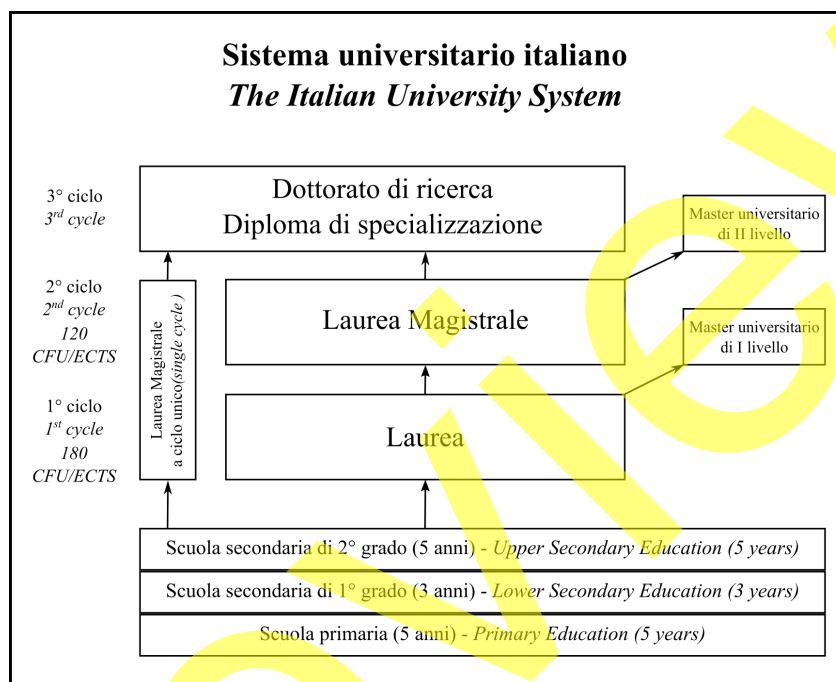 Sistema universitario italiano
The Italian University System
3° ciclo
3rd cycle
Dottorato di ricerca
Diploma di specializzazione
Master universitario
di II livello
2° ciclo
2nd cycle
120
CFU/ECTS
Laurea Magistrale
a ciclo unico(single cycle)
Laurea Magistrale
Master universitario
di I livello
1° ciclo
1st cycle
180
CFU/ECTS
Laurea
Scuola secondaria di 2° grado (5 anni) - Upper Secondary Education (5 years)
Scuola secondaria di 1° grado (3 anni) - Lower Secondary Education (3 years)
Scuola primaria (5 anni) - Primary Education (5 years)